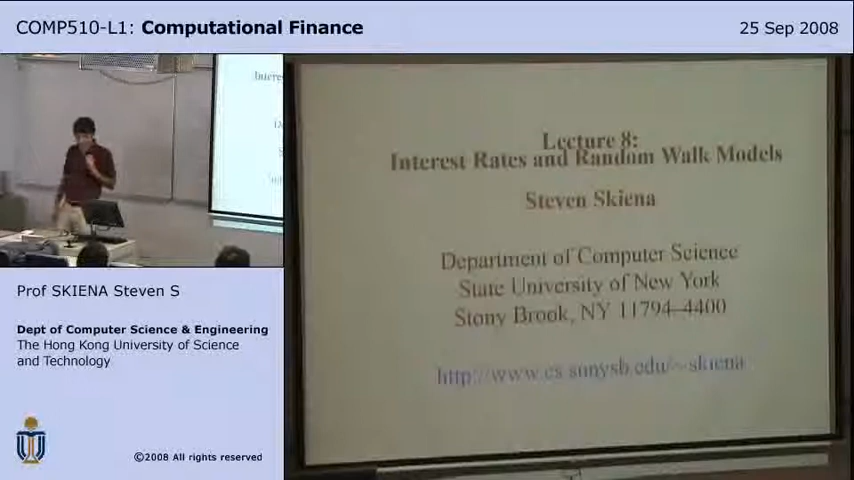 COMP510-L1: Computational Finance
25 Sep 2008
Lecture 8:
Interest Rates and Random Walk Models
Steven Skiena
Department of Computer Science
State University of New York
Stony Brook, NY 11794-4400
http://www.cs.sunysb.edu/~skiena
Prof SKIENA Steven S
Dept of Computer Science & Engineering
The Hong Kong University of Science
and Technology
©2008 All rights reserved